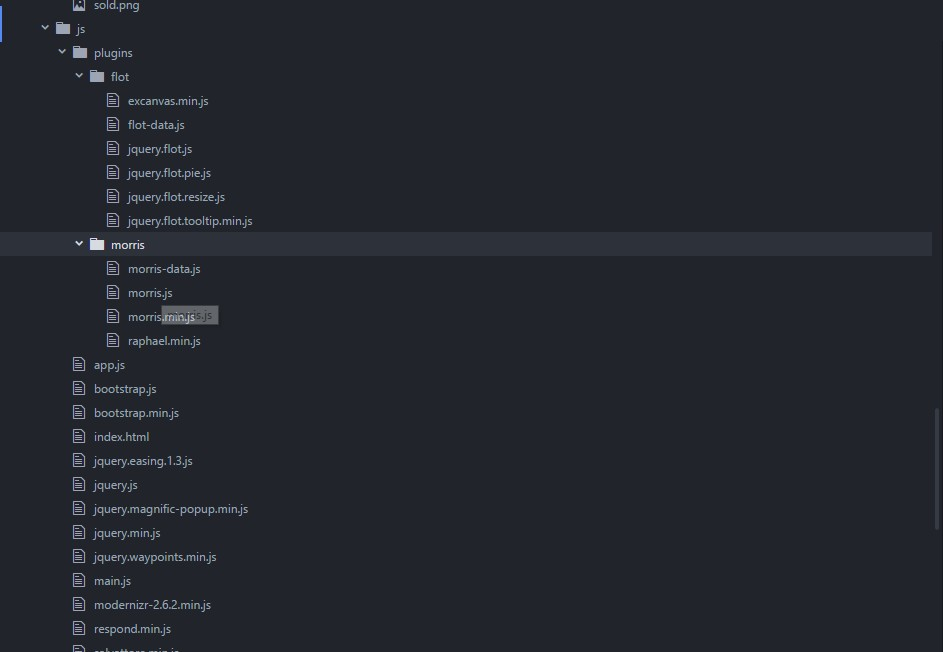 sold.png
js
plugins
flot
excanvas.min.js
flot-data.js
jquery.flot.js
jquery.flot.pie.js
jquery.flot.resize.js
jquery.flot.tooltip.min.js
morris
morris-data.js
morris.js
morris.min.js
raphael.min.js
app.js
bootstrap.js
bootstrap.min.js
index.html
jquery.easing.1.3.js
jquery.js
jquery.magnific-popup.min.js
jquery.min.js
jquery.waypoints.min.js
main.js
modernizr-2.6.2.min.js
respond.min.js